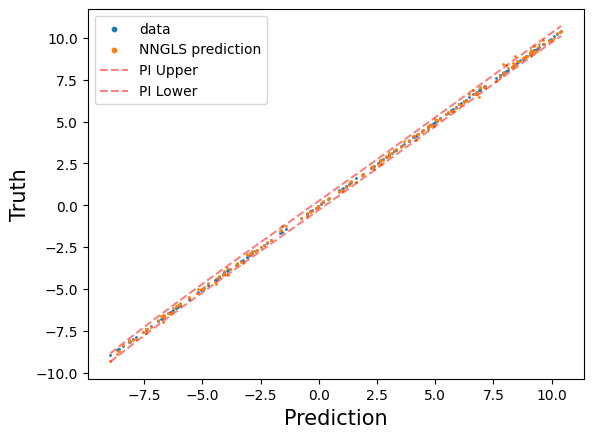 data
NNGLS prediction
PI Upper
PI Lower
10.0
7.5
5.0
2.5
0.0
−2.5
−5.0
−7.5
−10.0
Truth
−7.5 −5.0 −2.5 0.0 2.5 5.0 7.5 10.0
Prediction